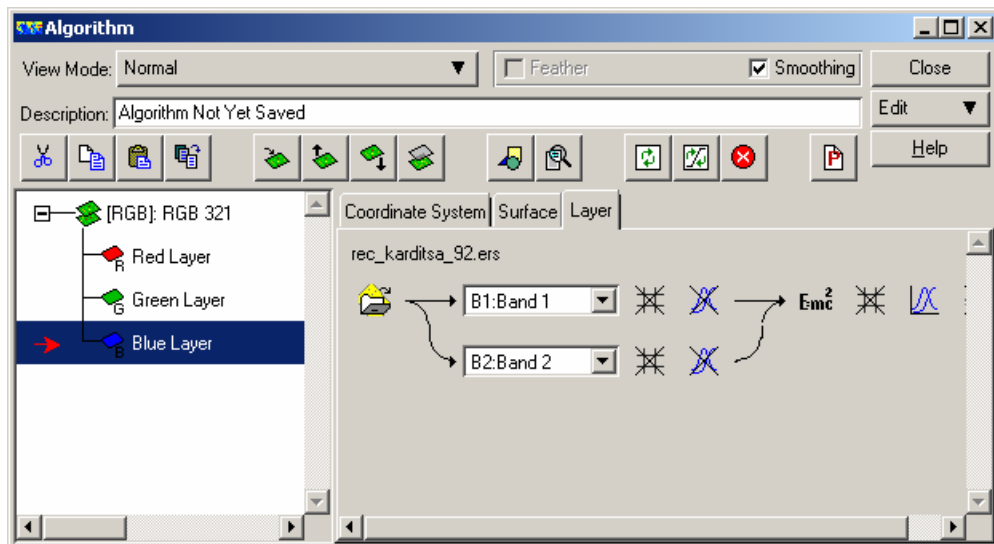 Algorithm
View Mode: Normal
Feather
Smoothing
Close
Description: Algorithm Not Yet Saved
Edit
Help
[RGB]: RGB 321
R Red Layer
G Green Layer
B Blue Layer
Coordinate System Surface Layer
rec_karditsa_92.ers
B1:Band 1
Emc2
B2:Band 2
P